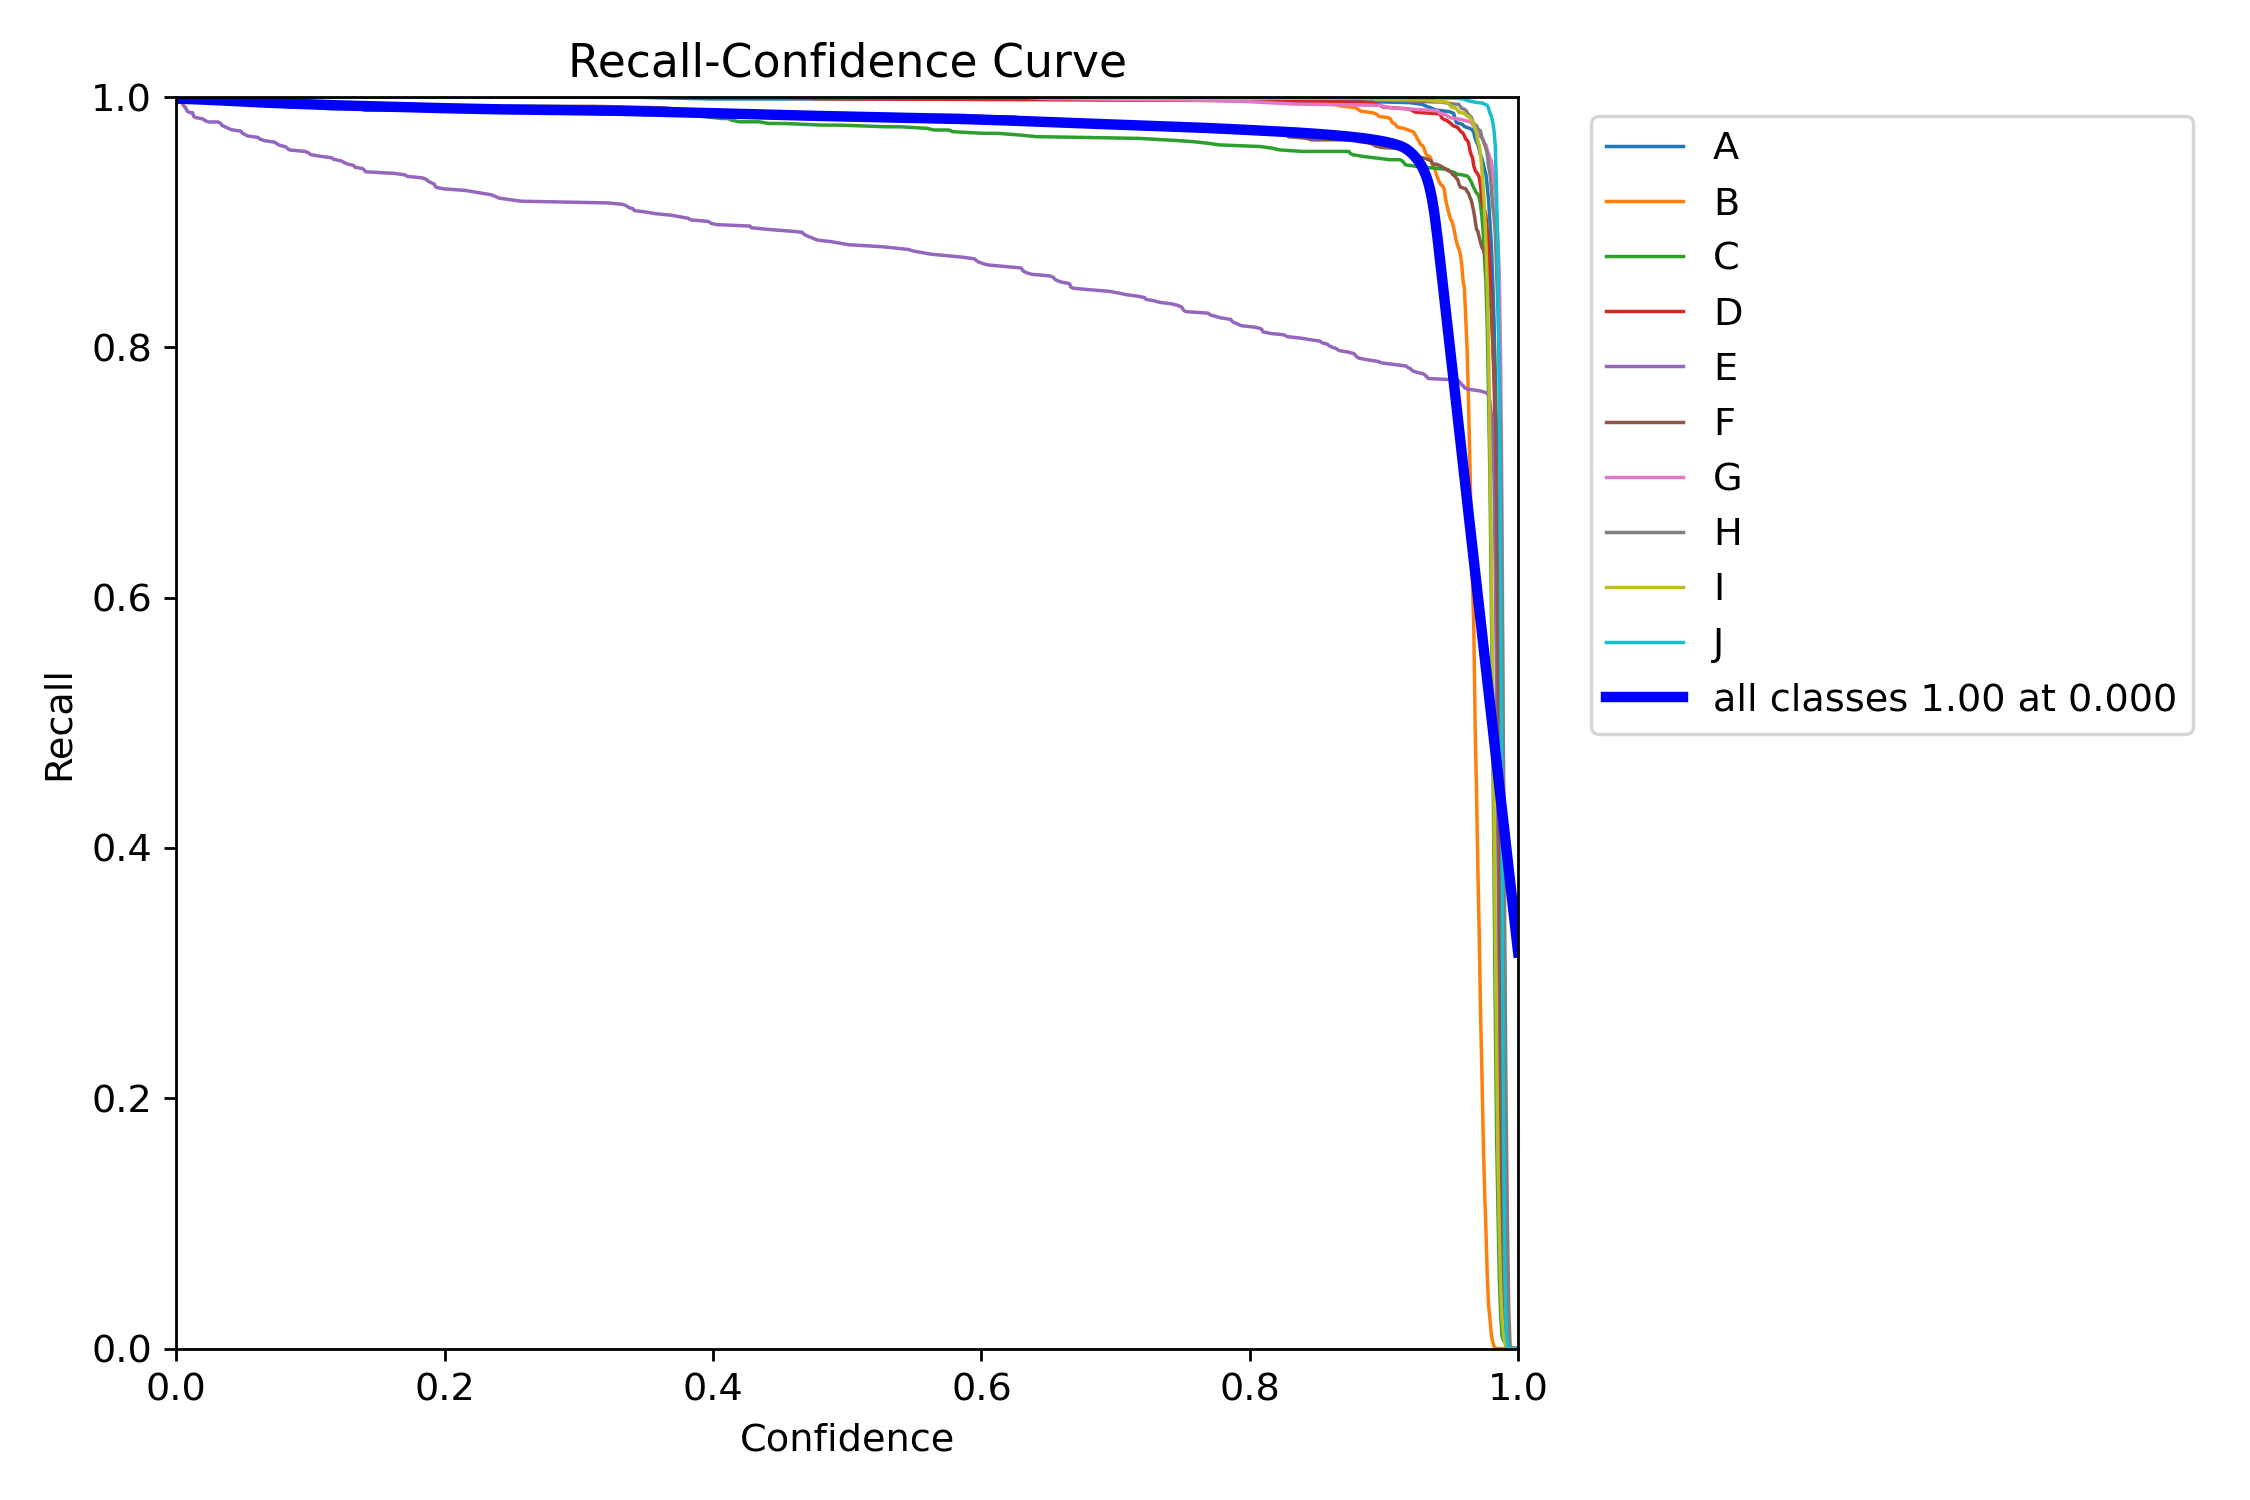 Recall-Confidence Curve
1.0
0.8
0.6
0.4
0.2
0.0
Recall
0.0 0.2 0.4 0.6 0.8 1.0
Confidence
A
B
C
D
E
F
G
H
I
J
all classes 1.00 at 0.000